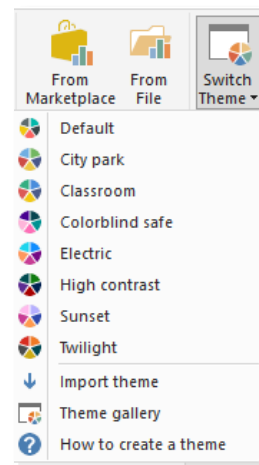 From Marketplace
From File
Switch Theme
Default
City park
Classroom
Colorblind safe
Electric
High contrast
Sunset
Twilight
Import theme
Theme gallery
How to create a theme